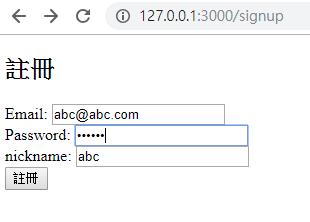 127.0.0.1:3000/signup
註冊
Email: abc@abc.com
Password: ••••••
nickname: abc
註冊